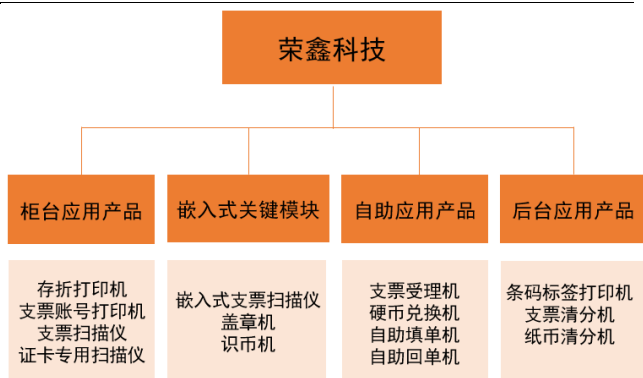 荣鑫科技
柜台应用产品
嵌入式关键模块
自助应用产品
后台应用产品
存折打印机
支票账号打印机
支票扫描仪
证卡专用扫描仪
嵌入式支票扫描仪
盖章机
识币机
支票受理机
硬币兑换机
自助填单机
自助回单机
条码标签打印机
支票清分机
纸币清分机